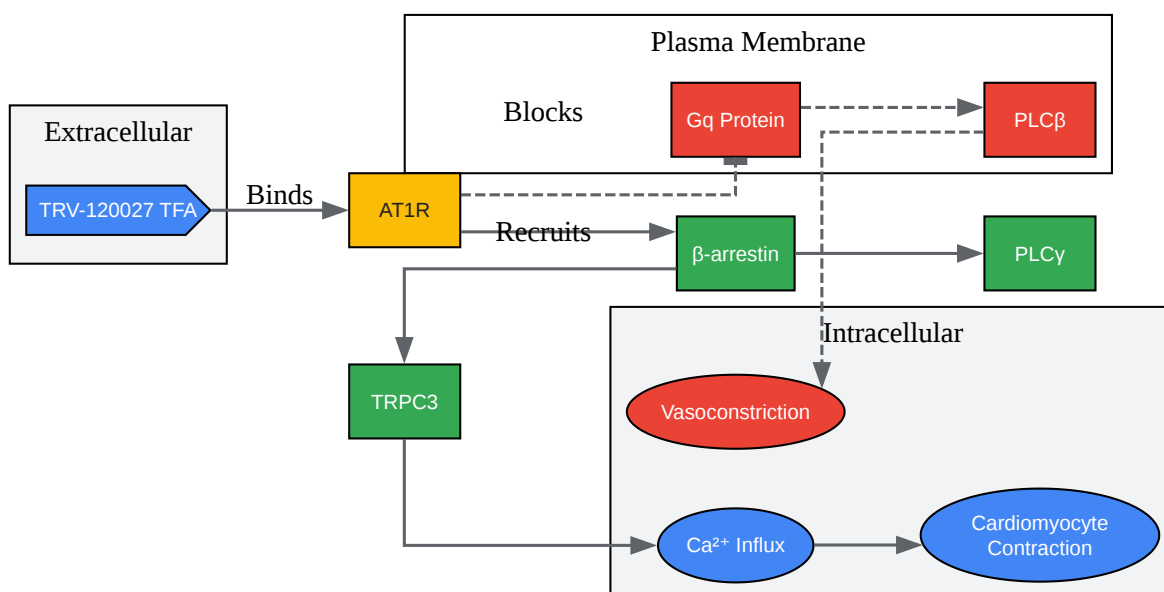 Plasma Membrane
Blocks
Gq Protein
PLCβ
Extracellular
TRV-120027 TFA
Binds
AT1R
Recruits
β-arrestin
PLCγ
Intracellular
TRPC3
Vasoconstriction
Ca²⁺ Influx
Cardiomyocyte
Contraction